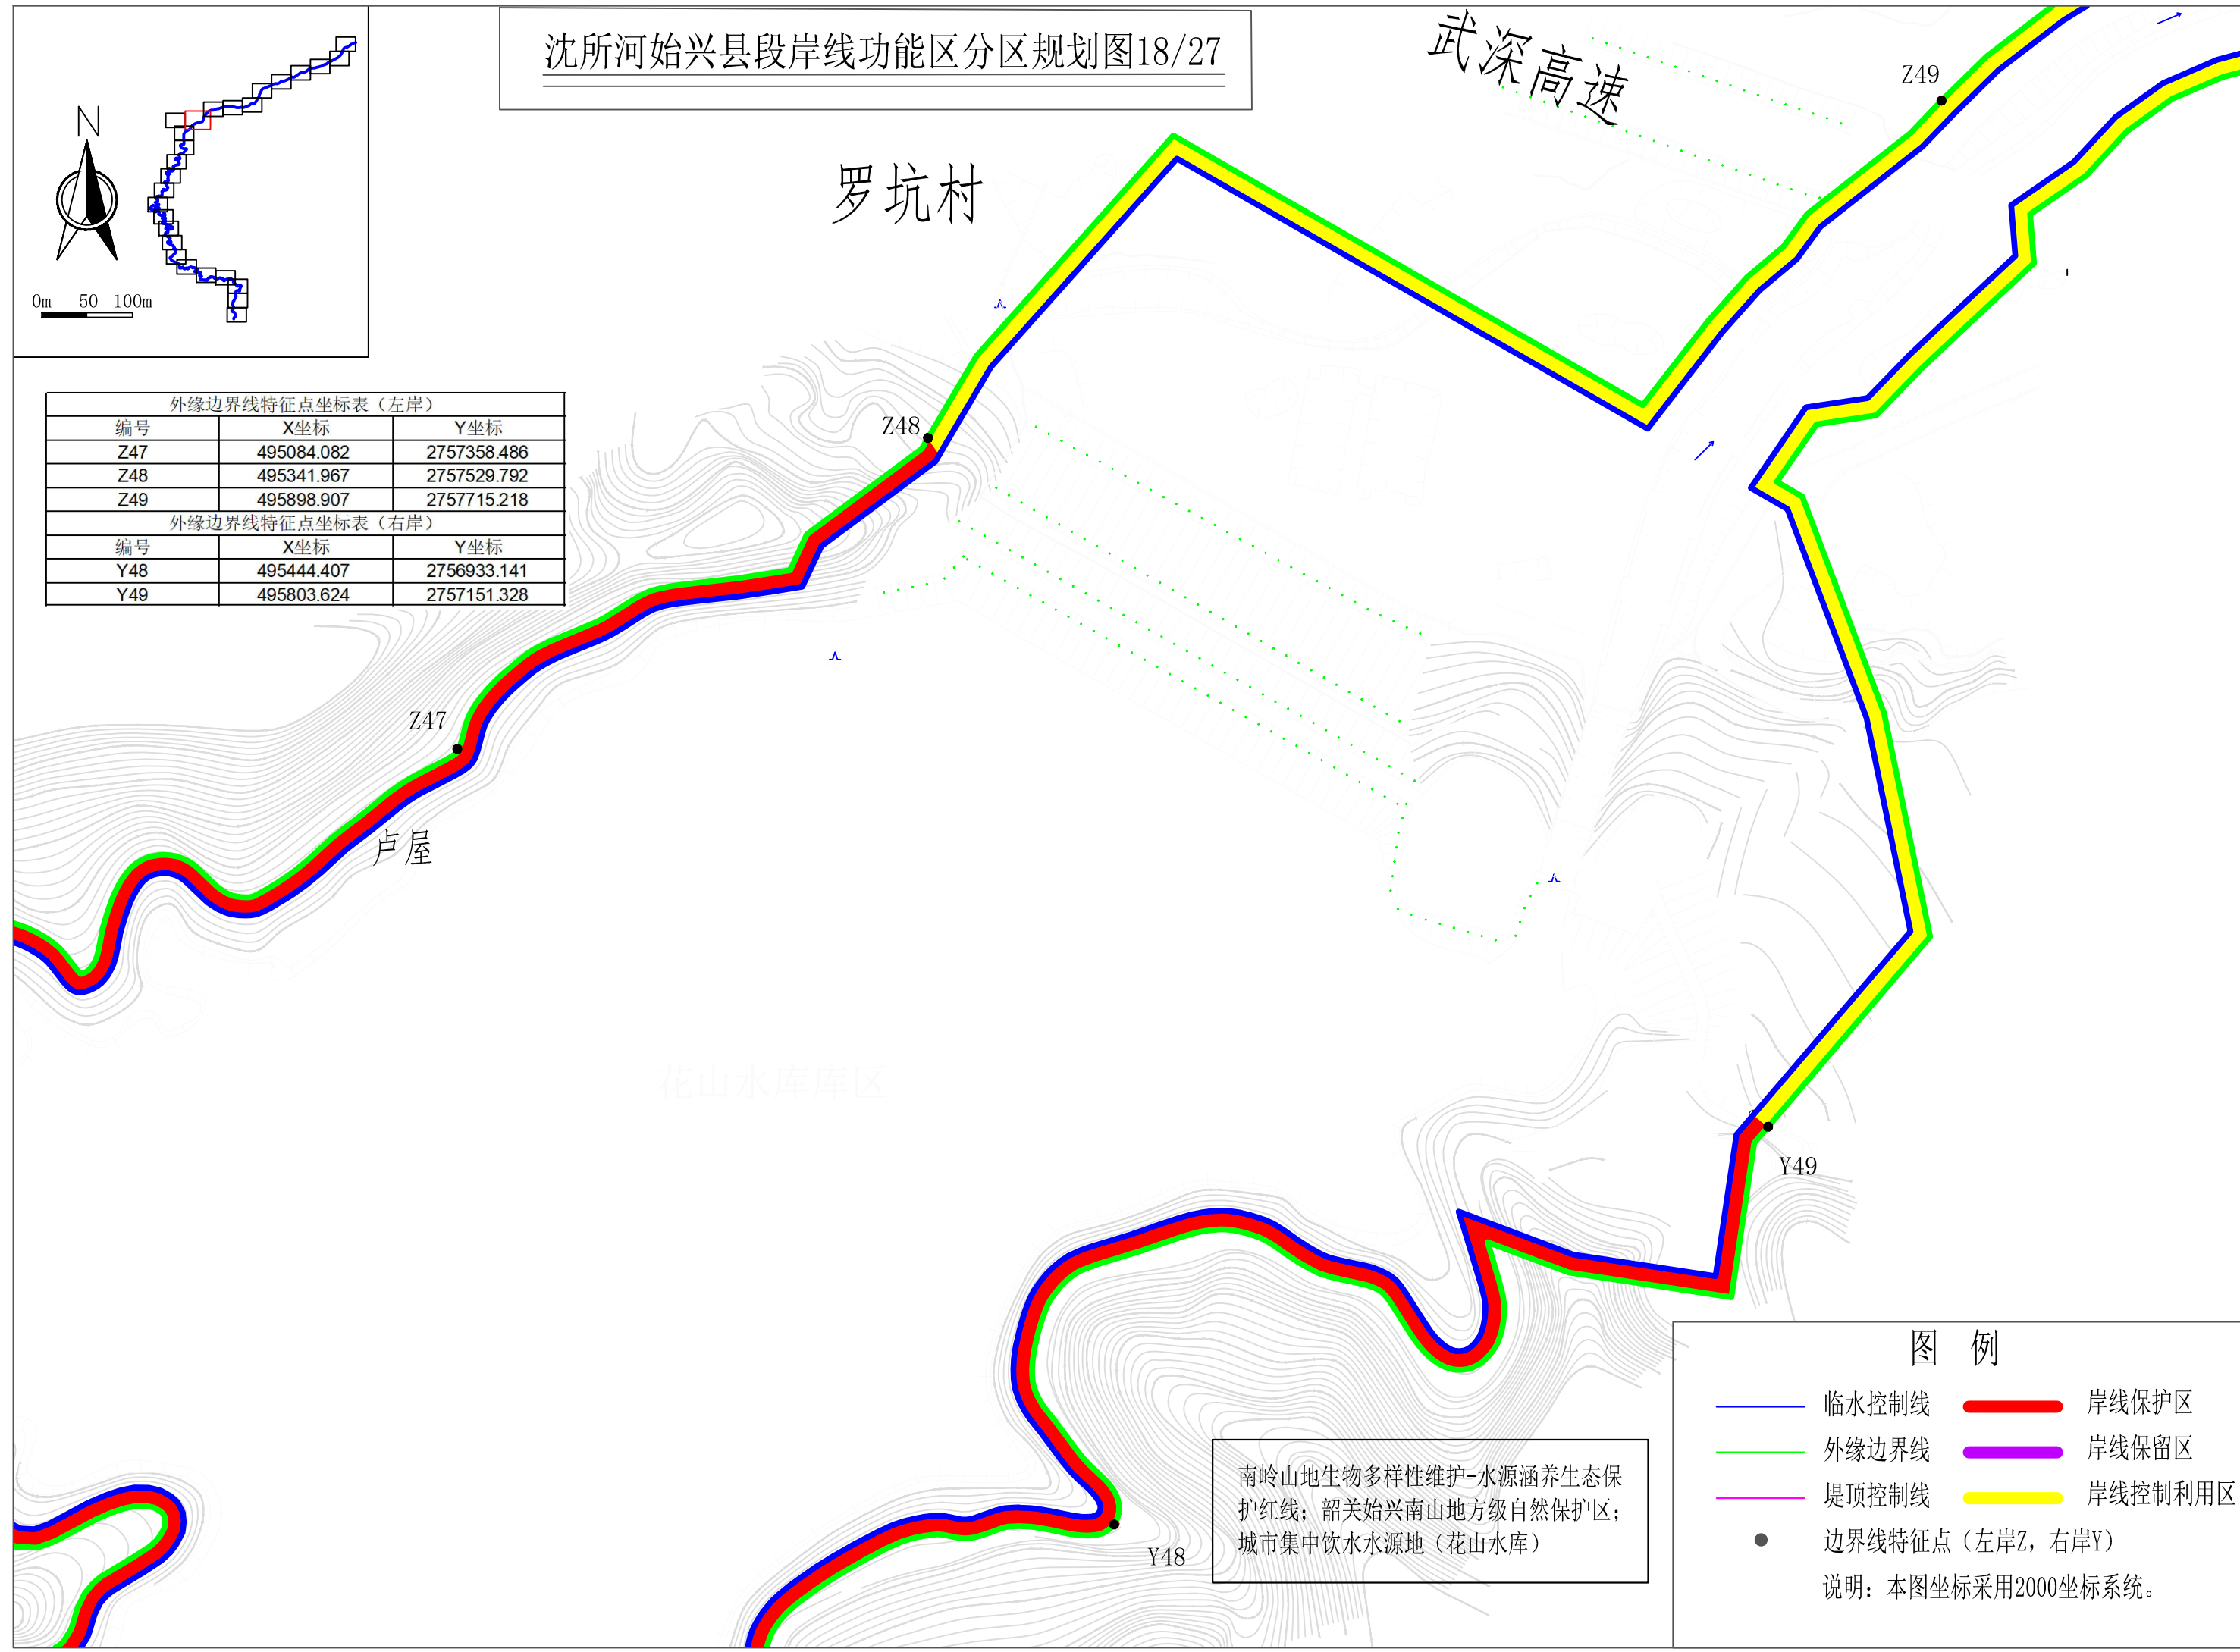 沈所河始兴县段岸线功能区分区规划图18/27
武深高速
Z49
N
罗坑村
0m 50 100m
外缘边界线特征点坐标表（左岸）
编号 X坐标 Y坐标
Z47 495084.082 2757358.486
Z48 495341.967 2757529.792
Z49 495898.907 2757715.218
外缘边界线特征点坐标表（右岸）
编号 X坐标 Y坐标
Y48 495444.407 2756933.141
Y49 495803.624 2757151.328
Z48
Z47
卢屋
花山水库库区
Y49
Y48
南岭山地生物多样性维护-水源涵养生态保
护红线；韶关始兴南山地方级自然保护区；
城市集中饮水水源地（花山水库）
图 例
临水控制线 岸线保护区
外缘边界线 岸线保留区
堤顶控制线 岸线控制利用区
边界线特征点（左岸Z，右岸Y）
说明：本图坐标采用2000坐标系统。